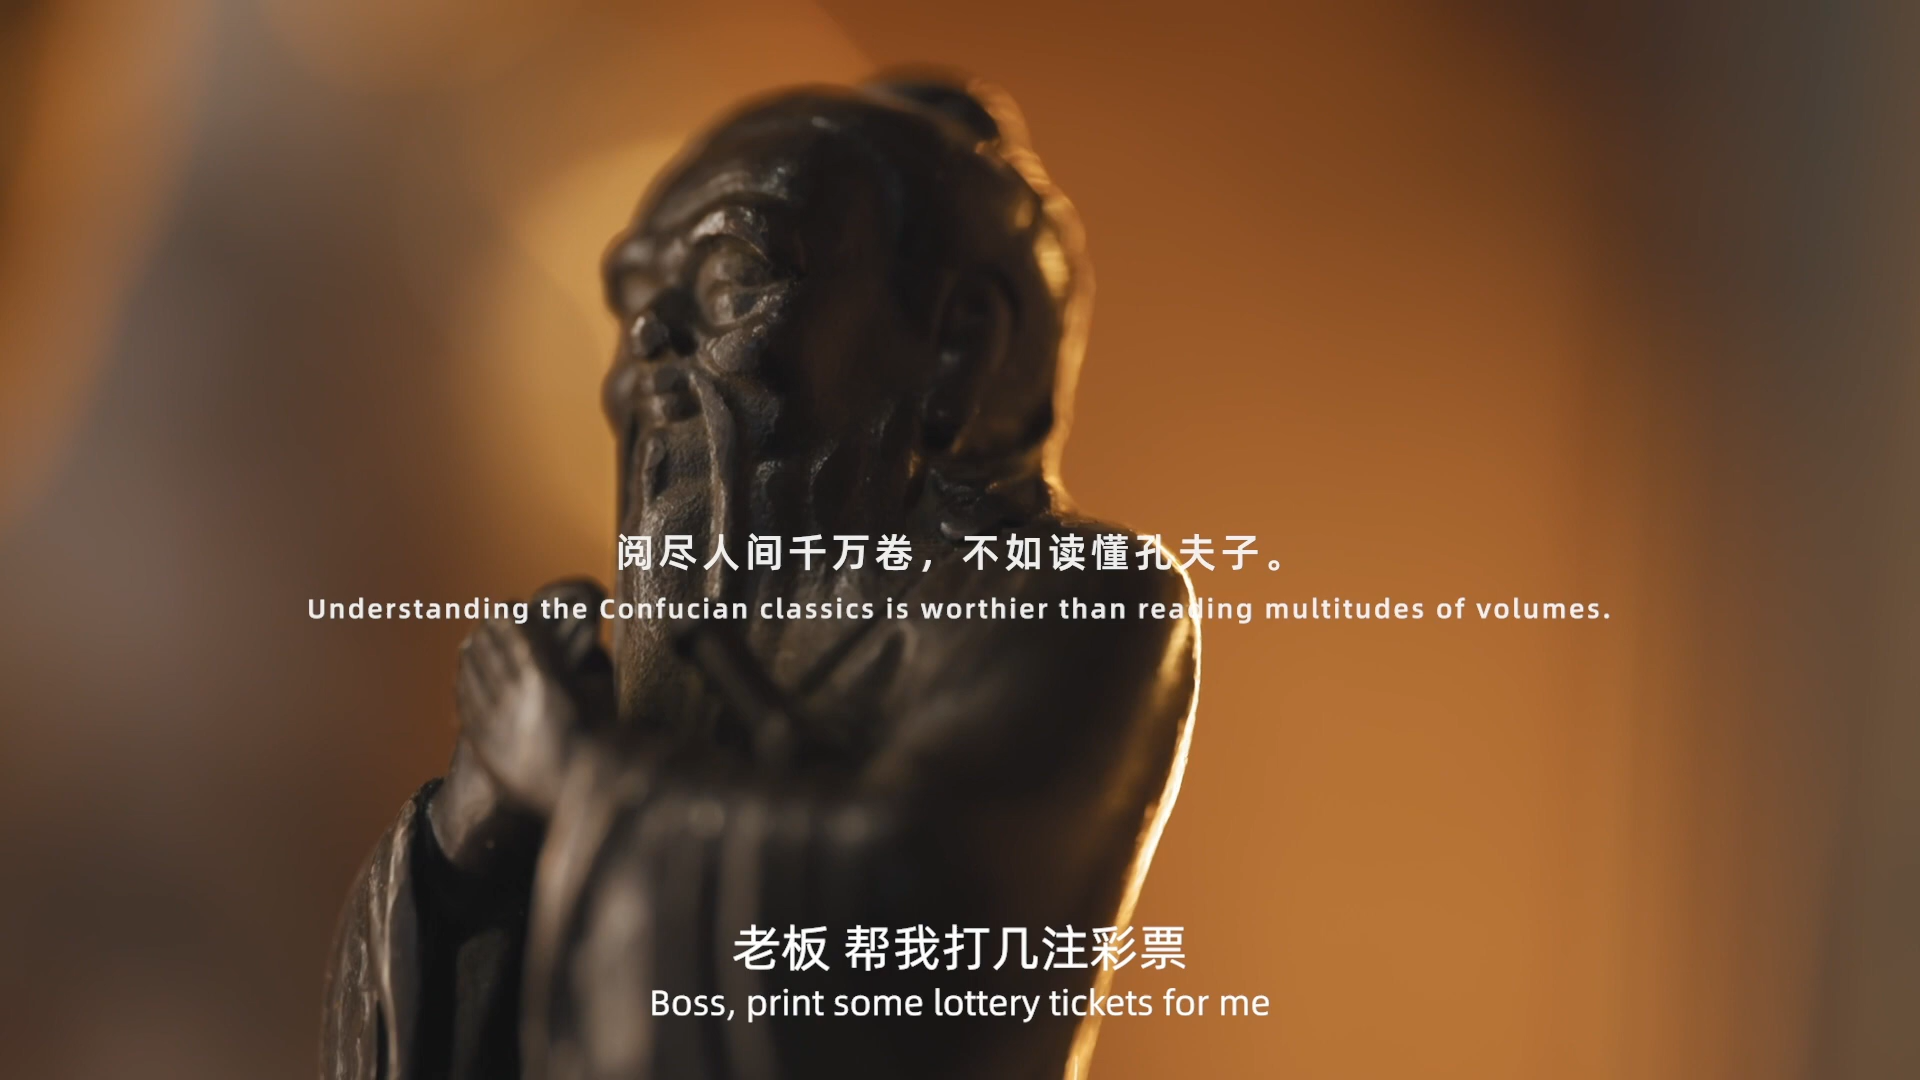 阅尽人间千万卷，不如读懂孔夫子。
Understanding the Confucian classics is worthier than reading multitudes of volumes.
老板 帮我打几注彩票
Boss, print some lottery tickets for me